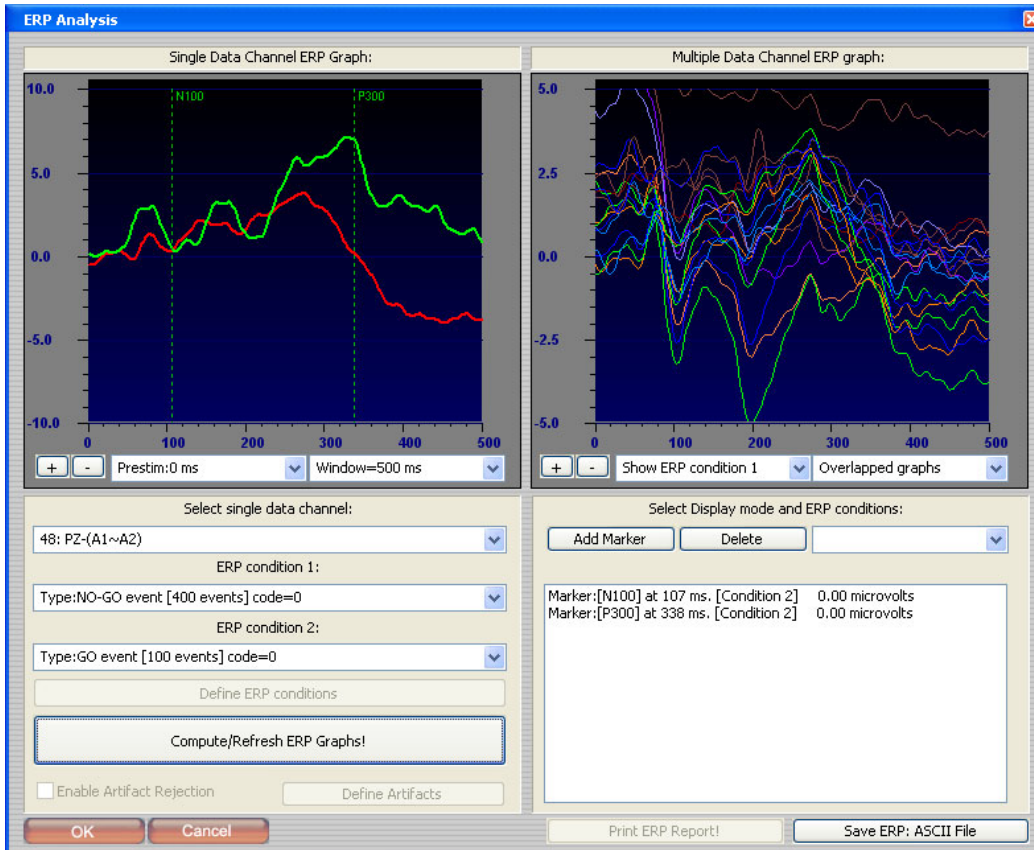 ERP Analysis
Single Data Channel ERP Graph:
10.0
5.0
0.0
-5.0
-10.0
N100
P300
0 100 200 300 400 500
+ - Prestim:0 ms Window=500 ms
Multiple Data Channel ERP graph:
5.0
2.5
0.0
-2.5
-5.0
0 100 200 300 400 500
+ - Show ERP condition 1 Overlapped graphs
Select single data channel:
48: PZ-(A1~A2)
ERP condition 1:
Type:NO-GO event [400 events] code=0
ERP condition 2:
Type:GO event [100 events] code=0
Define ERP conditions
Compute/Refresh ERP Graphs!
Enable Artifact Rejection Define Artifacts
OK Cancel
Select Display mode and ERP conditions:
Add Marker Delete
Marker:[N100] at 107 ms. [Condition 2] 0.00 microvolts
Marker:[P300] at 338 ms. [Condition 2] 0.00 microvolts
Print ERP Report! Save ERP: ASCII File